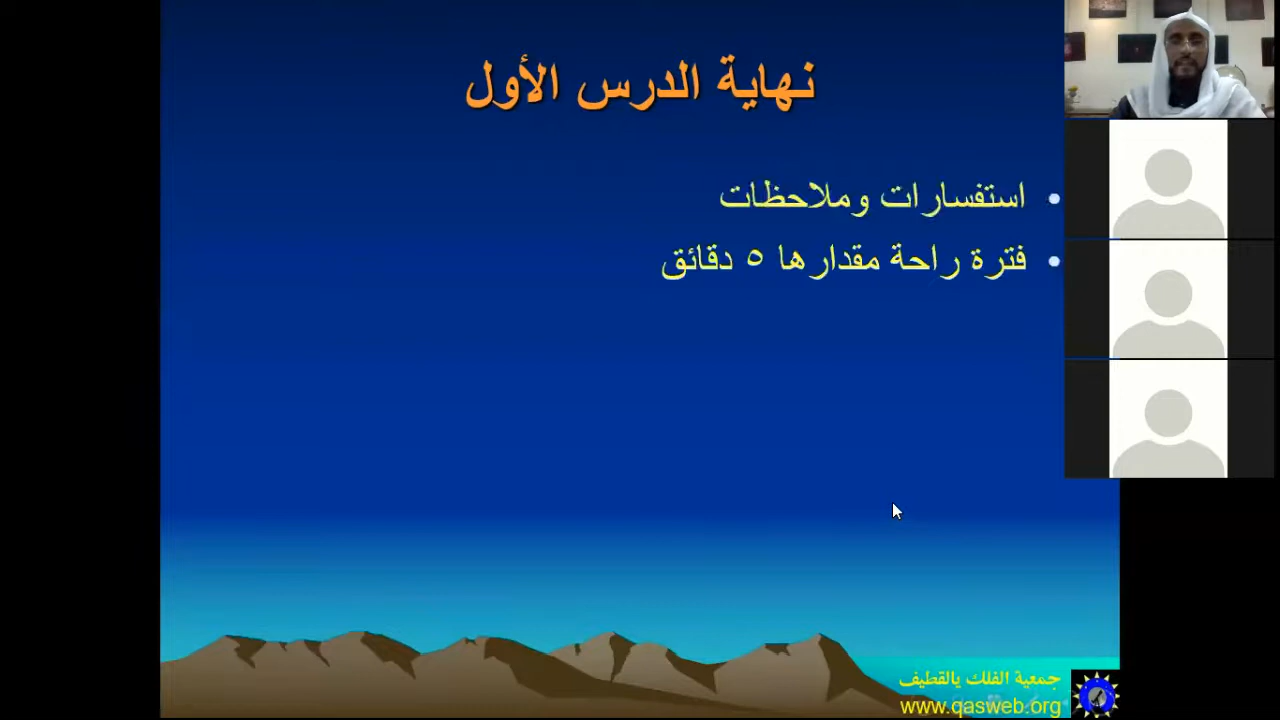 نهاية الدرس الأول
• استفسارات وملاحظات
• فترة راحة مقدارها ٥ دقائق
جمعية الفلك بالقطيف
www.qasweb.org